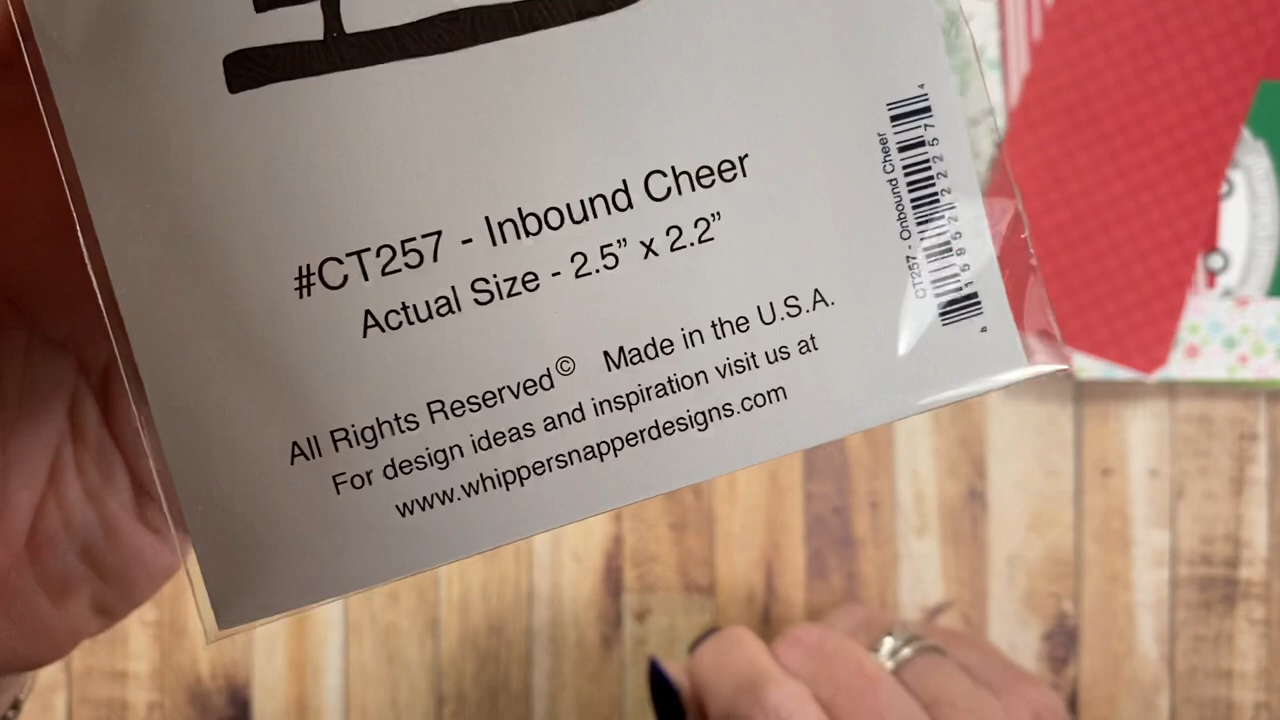 #CT257 - Inbound Cheer
Actual Size - 2.5” x 2.2”
All Rights Reserved© Made in the U.S.A.
For design ideas and inspiration visit us at
www.whippersnapperdesigns.com
CT257 - Onbound Cheer